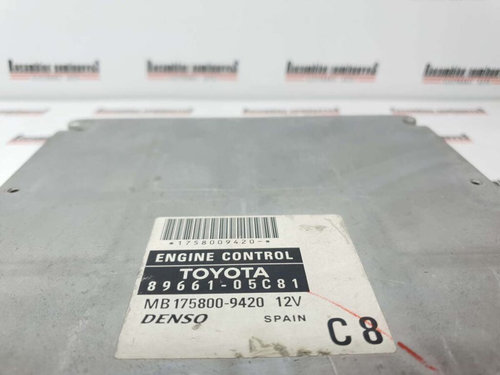 *1758009420-*
ENGINE CONTROL
TOYOTA
89661-05C81
MB175800-9420 12V
DENSO SPAIN
C8